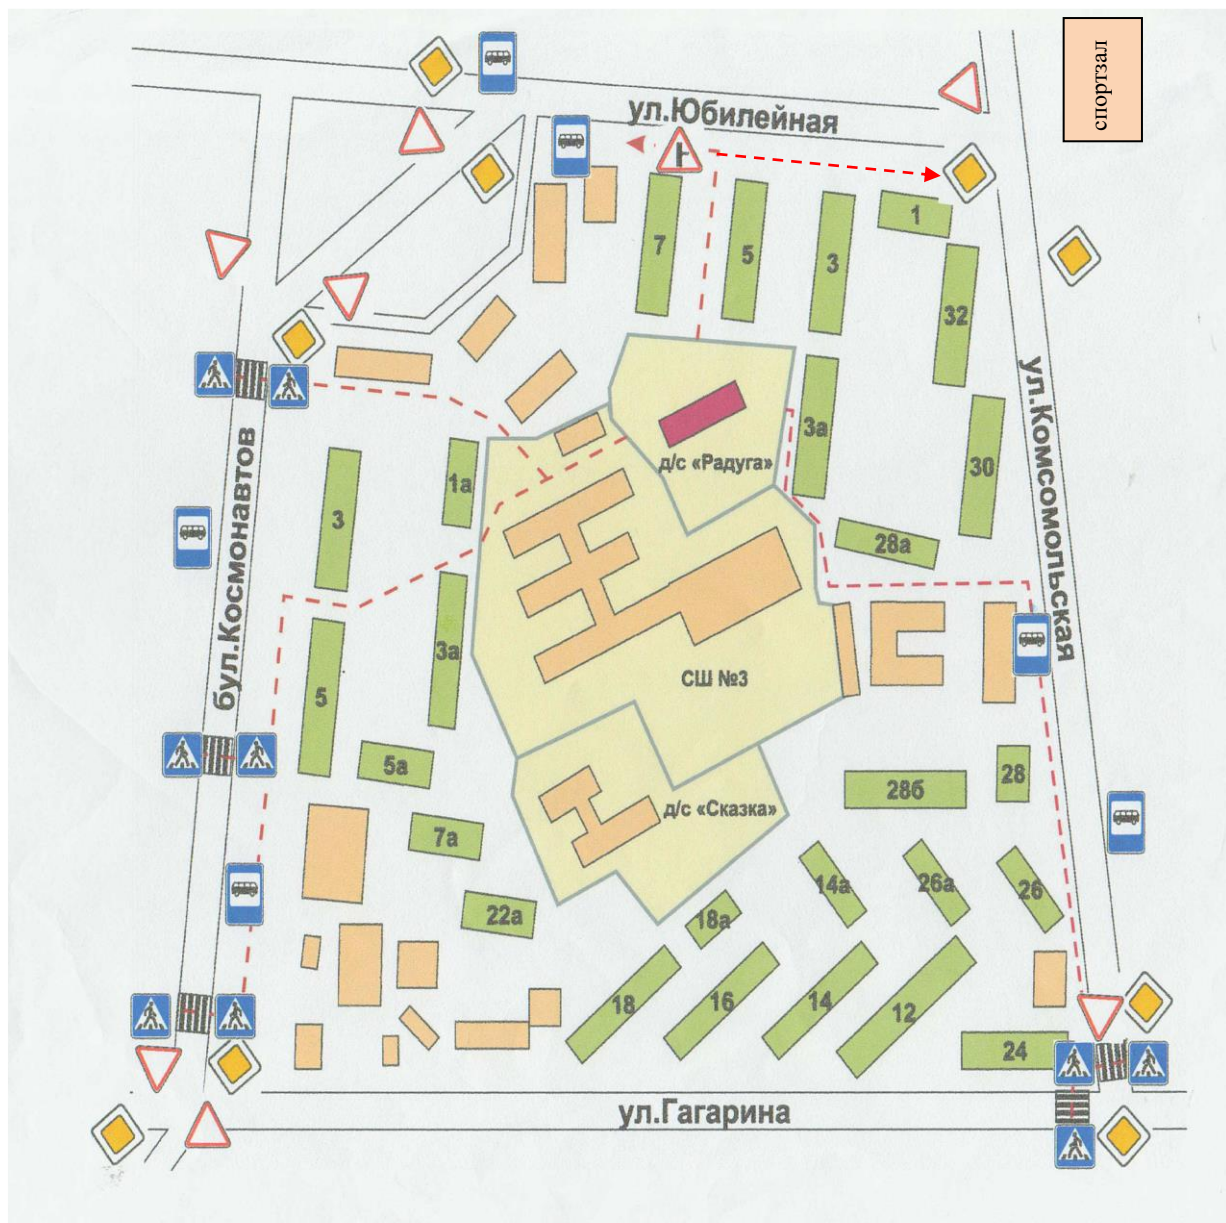 спортзал
ул.Юбилейная
7
5
3
1
32
ул.Комсомольская
3а
30
д/с «Радуга»
1а
3
бул.Космонавтов
28а
3а
5
СШ №3
5а
28
28б
д/с «Сказка»
7а
14а
26а
26
22а
18а
18
16
14
12
24
ул.Гагарина